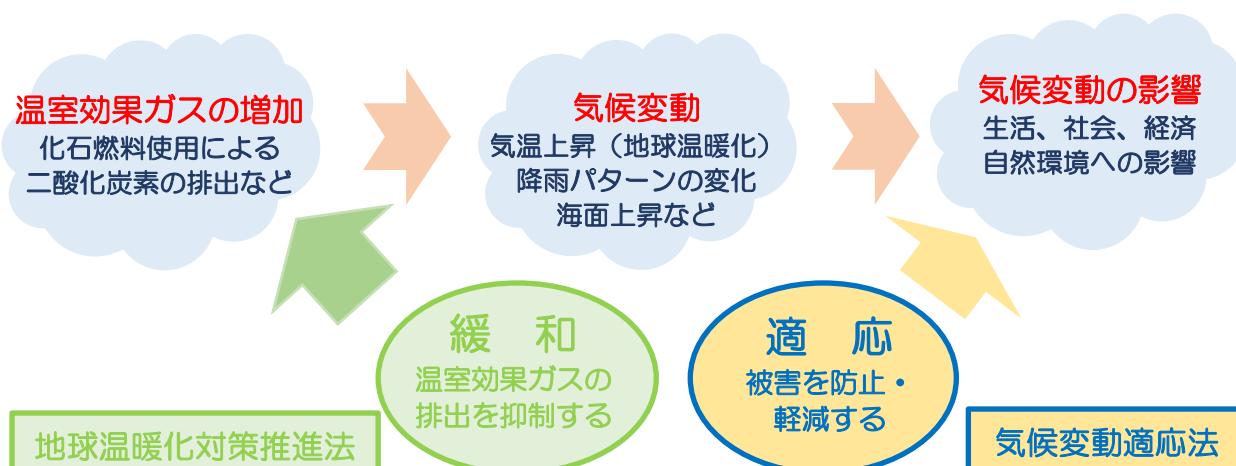 温室効果ガスの増加
化石燃料使用による
二酸化炭素の排出など
気候変動
気温上昇（地球温暖化）
降雨パターンの変化
海面上昇など
気候変動の影響
生活、社会、経済
自然環境への影響
緩　和
温室効果ガスの
排出を抑制する
適　応
被害を防止・
軽減する
地球温暖化対策推進法
気候変動適応法